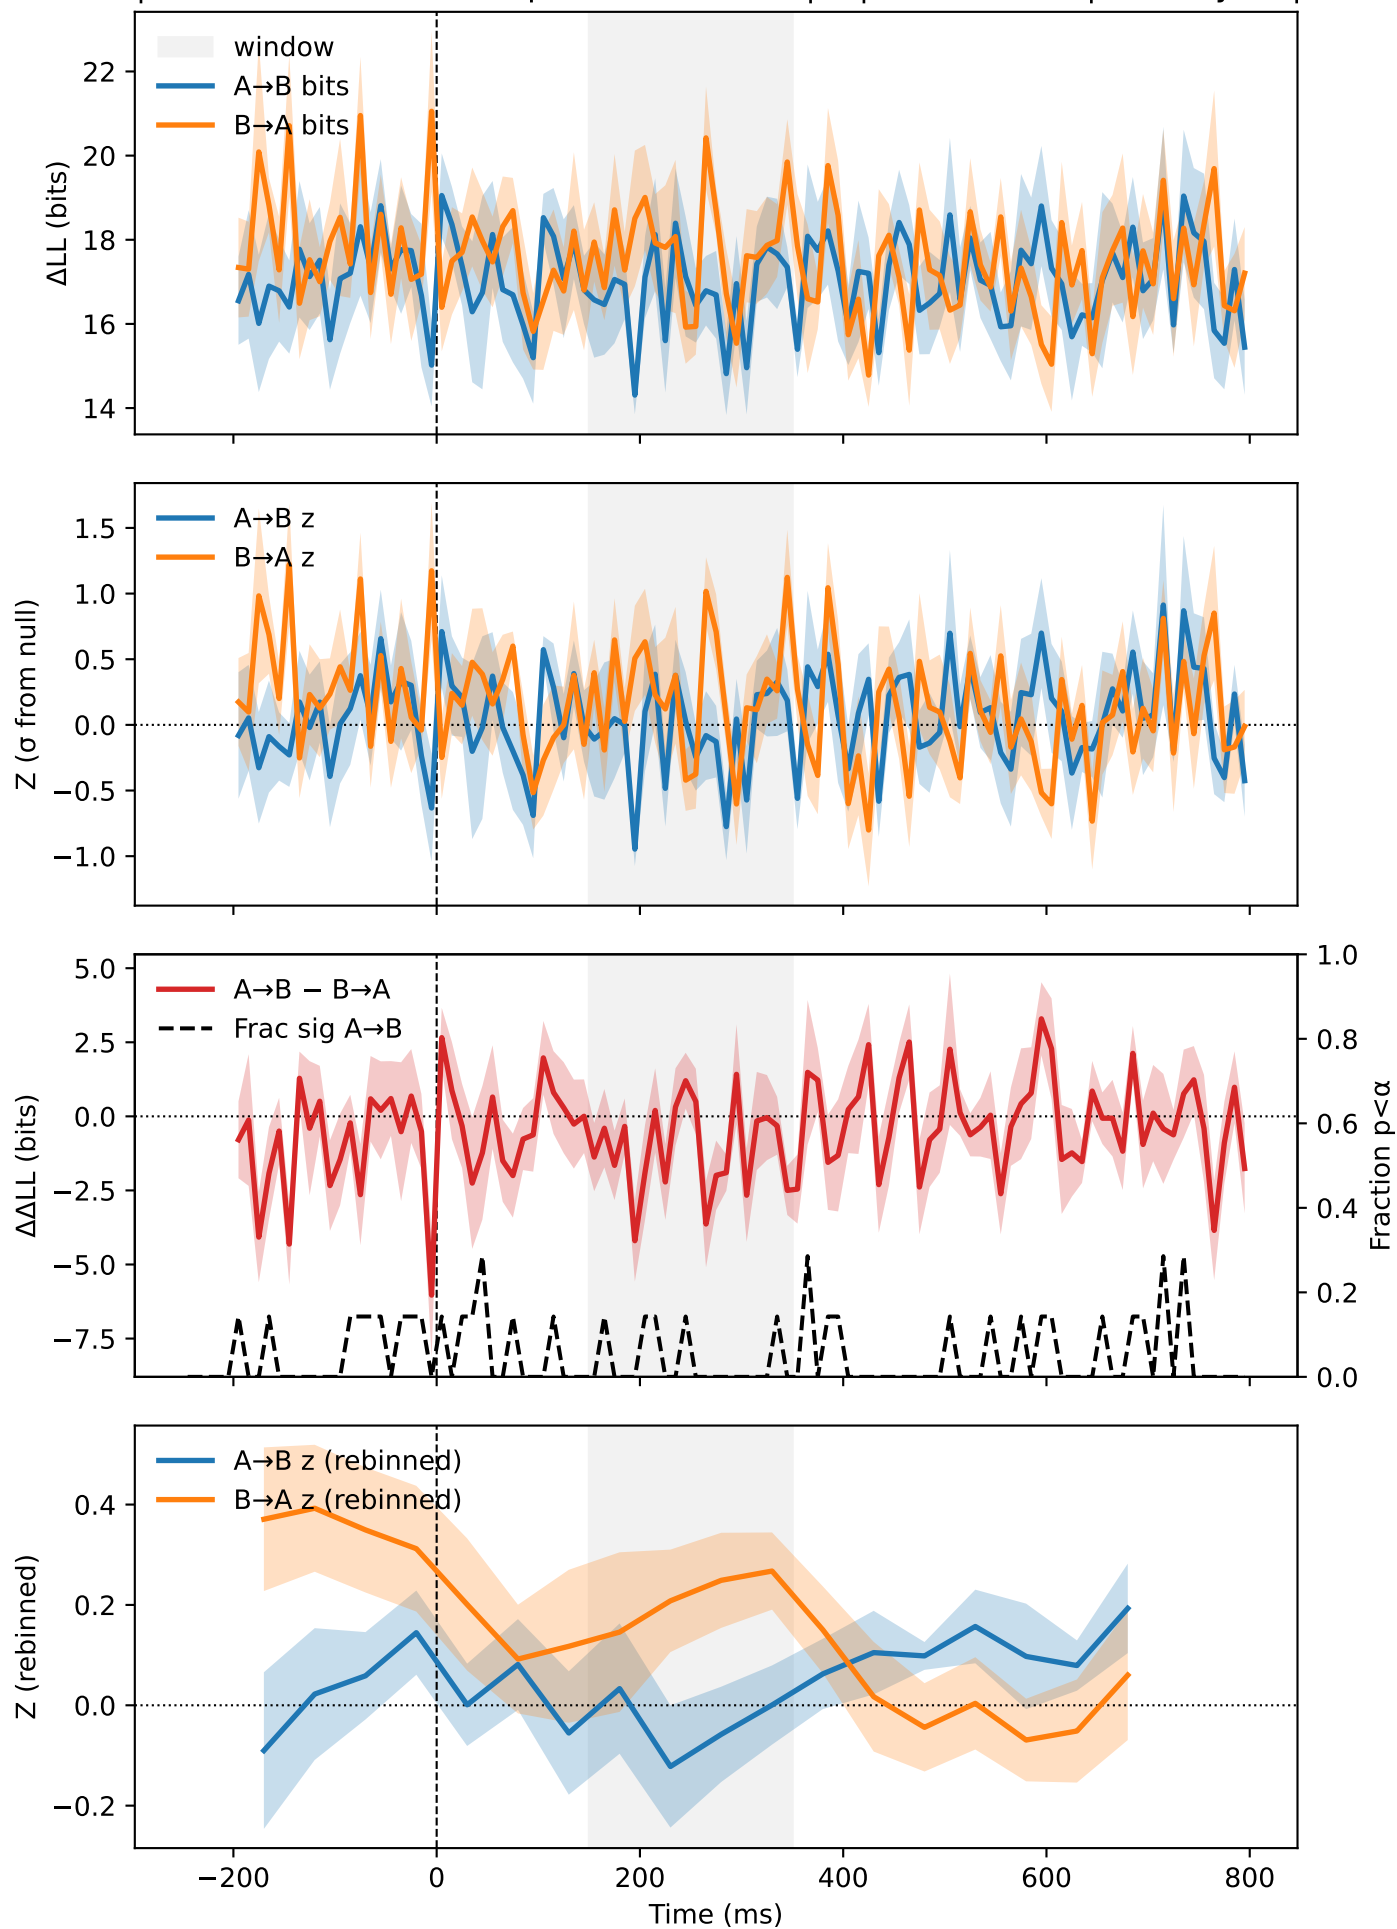 window
A→B bits
B→A bits
ΔLL (bits)
22
20
18
16
14
A→B z
B→A z
Z (σ from null)
1.5
1.0
0.5
0.0
−0.5
−1.0
A→B − B→A
Frac sig A→B
ΔΔLL (bits)
5.0
2.5
0.0
−2.5
−5.0
−7.5
1.0
0.8
0.6
0.4
0.2
0.0
Fraction p<α
A→B z (rebinned)
B→A z (rebinned)
Z (rebinned)
0.4
0.2
0.0
−0.2
−200 0 200 400 600 800
Time (ms)